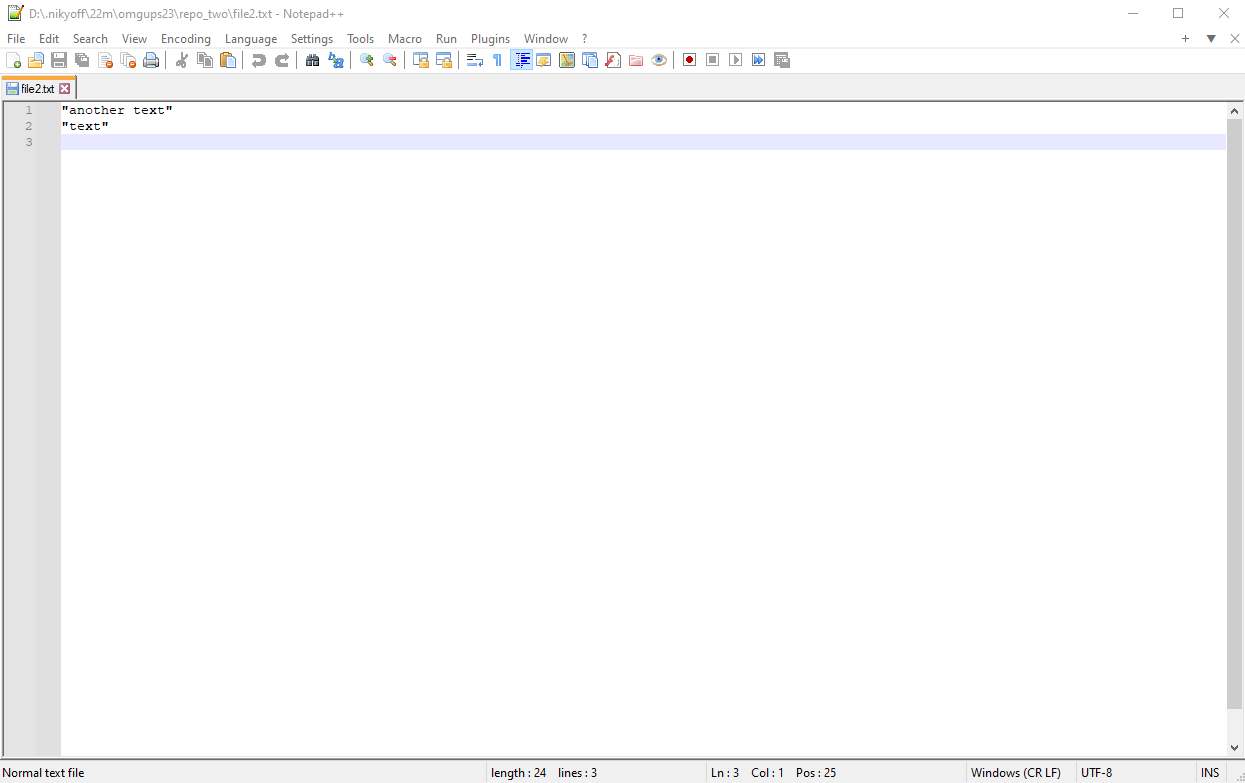 D:\.nikyoff\22m\omgups23\repo_two\file2.txt - Notepad++
File Edit Search View Encoding Language Settings Tools Macro Run Plugins Window ?
file2.txt
1 "another text"
2 "text"
3
Normal text file length : 24 lines : 3 Ln : 3 Col : 1 Pos : 25 Windows (CR LF) UTF-8 INS